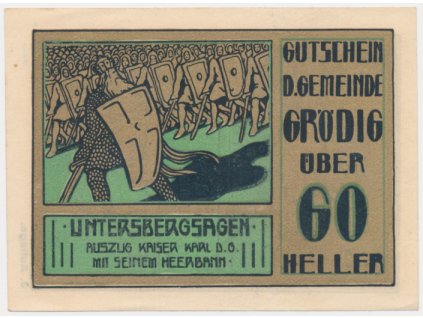 GUTSCHEIN
D. GEMEINDE
GRÖDIG
ÜBER
60
HELLER
UNTERSBERGSAGEN
AUSZUG KAISER KARL D. G.
MIT SEINEM HEERBANN